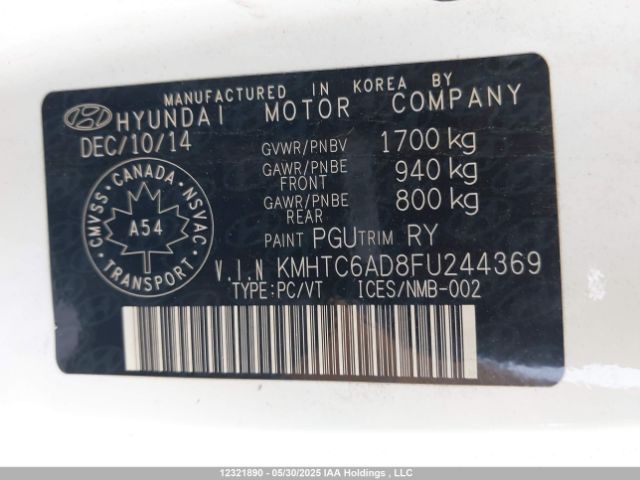 MANUFACTURED IN KOREA BY
HYUNDAI MOTOR COMPANY
DEC/10/14
GVWR/PNBV 1700 kg
GAWR/PNBE FRONT 940 kg
GAWR/PNBE REAR 800 kg
CANADA
CMVSS
NSVAC
A54
TRANSPORT
PAINT PGU TRIM RY
V.I.N KMHTC6AD8FU244369
TYPE:PC/VT ICES/NMB-002
12321890 - 05/30/2025 IAA Holdings , LLC